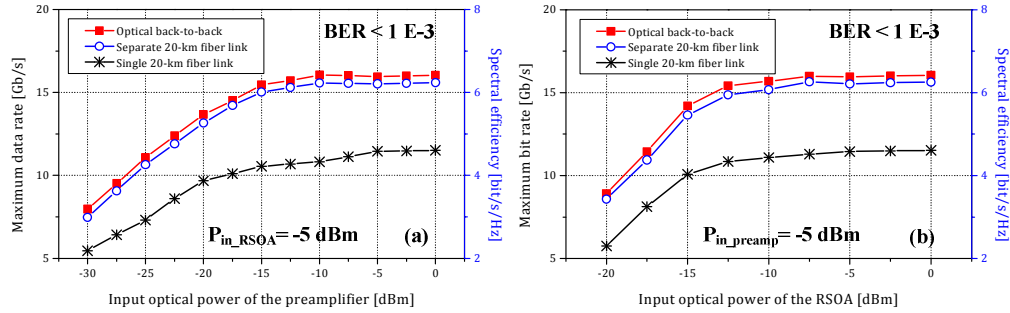 Optical back-to-back
Separate 20-km fiber link
Single 20-km fiber link
BER < 1 E-3
20
15
10
5
Maximum data rate [Gb/s]
8
6
4
2
Spectral efficiency [bit/s/Hz]
P_in_RSOA= -5 dBm
(a)
-30 -25 -20 -15 -10 -5 0
Input optical power of the preamplifier [dBm]
Optical back-to-back
Separate 20-km fiber link
Single 20-km fiber link
BER < 1 E-3
20
15
10
5
Maximum bit rate [Gb/s]
8
6
4
2
Spectral efficiency [bit/s/Hz]
P_in_preamp= -5 dBm
(b)
-20 -15 -10 -5 0
Input optical power of the RSOA [dBm]